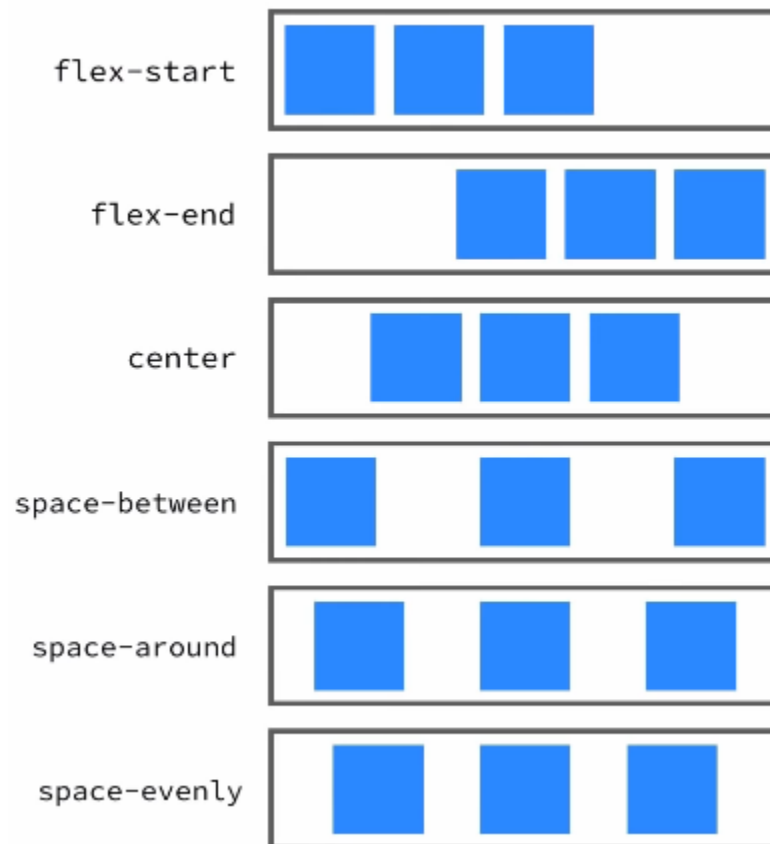 flex-start
flex-end
center
space-between
space-around
space-evenly